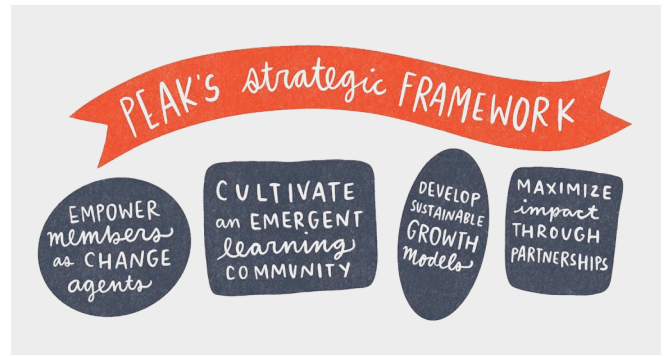 PEAK'S strategic FRAMEWORK
EMPOWER
members
as CHANGE
agents
CULTIVATE
an EMERGENT
learning
COMMUNITY
DEVELOP
SUSTAINABLE
GROWTH
Models
MAXIMIZE
impact
THROUGH
PARTNERSHIPS